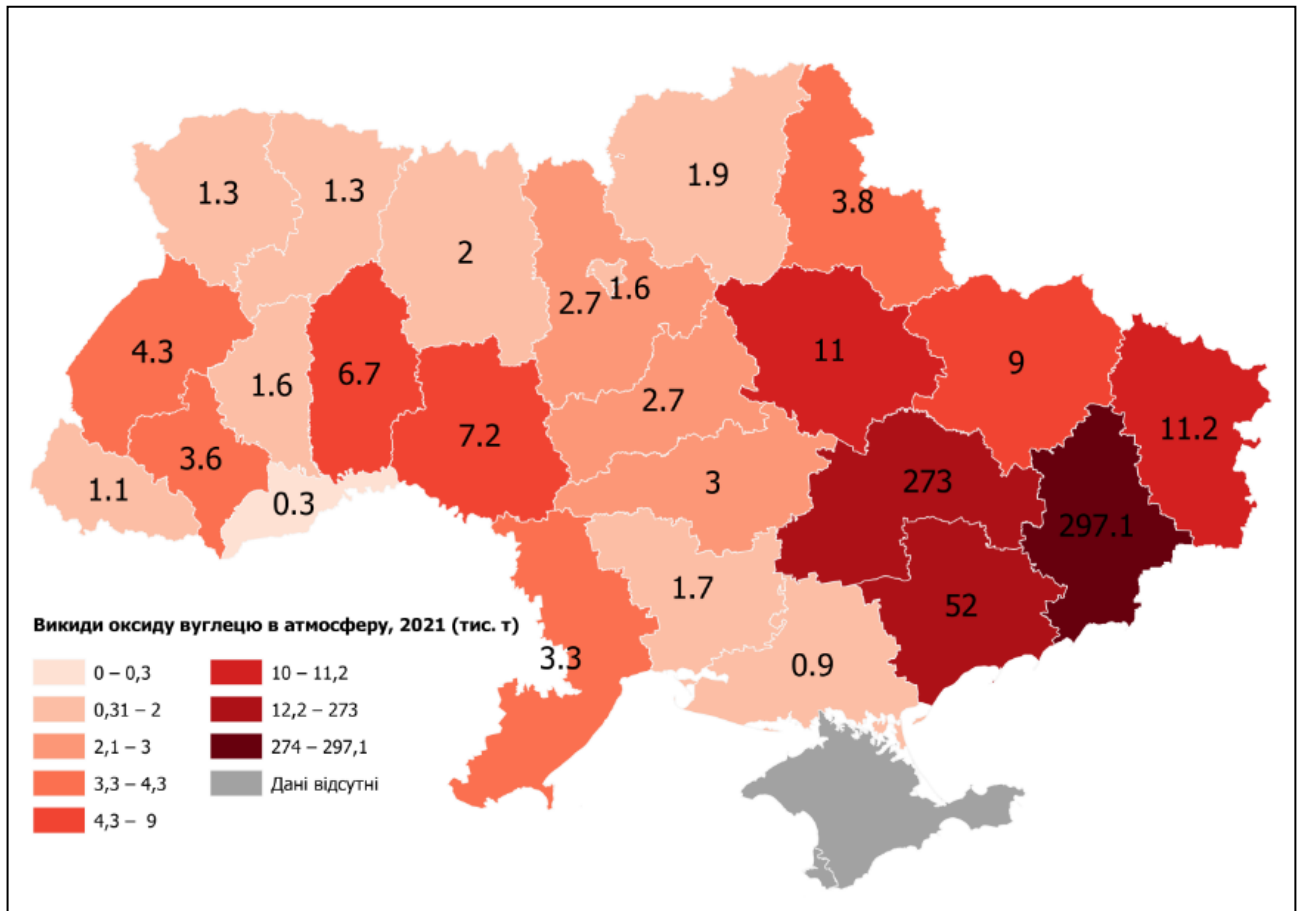 1.9
1.3
1.3
3.8
2
2.7
1.6
4.3
11
9
6.7
1.6
2.7
7.2
11.2
3.6
3
273
1.1
0.3
297.1
1.7
52
3.3
0.9
Викиди оксиду вуглецю в атмосферу, 2021 (тис. т)
0 – 0,3
0,31 – 2
2,1 – 3
3,3 – 4,3
4,3 – 9
10 – 11,2
12,2 – 273
274 – 297,1
Дані відсутні